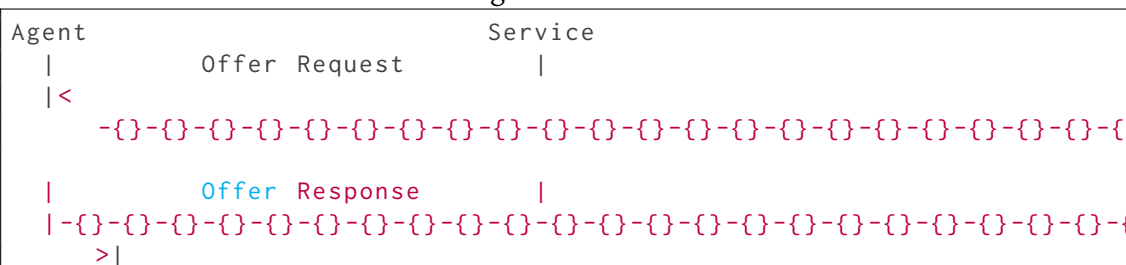 Agent                         Service
  |         Offer Request        |
  |<
     -{}-{}-{}-{}-{}-{}-{}-{}-{}-{}-{}-{}-{}-{}-{}-{}-{}-{}-{}-{}-{}-{
  |         Offer Response       |
  |-{}-{}-{}-{}-{}-{}-{}-{}-{}-{}-{}-{}-{}-{}-{}-{}-{}-{}-{}-{}-{}-{}-{
     >|